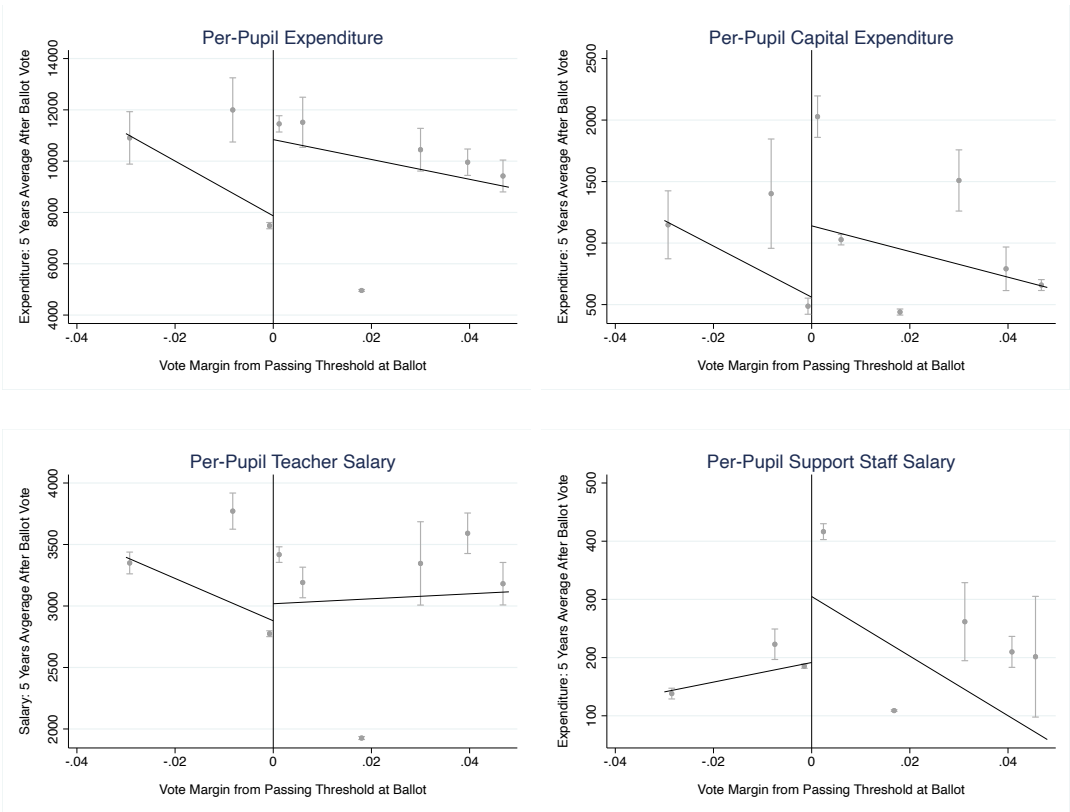 Per-Pupil Expenditure
Expenditure: 5 Years Average After Ballot Vote
14000
12000
10000
8000
6000
4000
-.04 -.02 0 .02 .04
Vote Margin from Passing Threshold at Ballot
Per-Pupil Capital Expenditure
Expenditure: 5 Years Average After Ballot Vote
2500
2000
1500
1000
500
-.04 -.02 0 .02 .04
Vote Margin from Passing Threshold at Ballot
Per-Pupil Teacher Salary
Salary: 5 Years Avgerage After Ballot Vote
4000
3500
3000
2500
2000
-.04 -.02 0 .02 .04
Vote Margin from Passing Threshold at Ballot
Per-Pupil Support Staff Salary
Expenditure: 5 Years Average After Ballot Vote
500
400
300
200
100
-.04 -.02 0 .02 .04
Vote Margin from Passing Threshold at Ballot